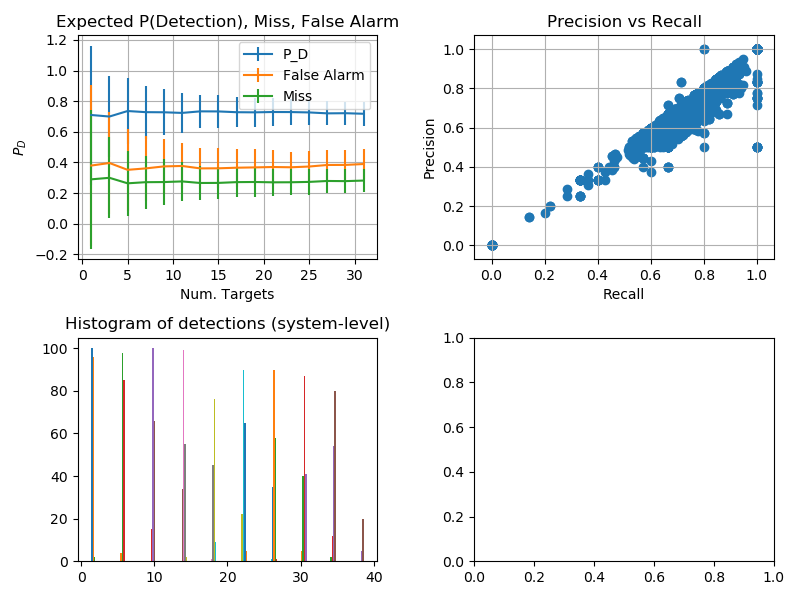 Expected P(Detection), Miss, False Alarm
1.2
1.0
0.8
0.6
0.4
0.2
0.0
−0.2
P_D
P_D
False Alarm
Miss
0 5 10 15 20 25 30
Num. Targets
Precision vs Recall
1.0
0.8
0.6
0.4
0.2
0.0
Precision
0.0 0.2 0.4 0.6 0.8 1.0
Recall
Histogram of detections (system-level)
100
80
60
40
20
0
0 10 20 30 40
1.0
0.8
0.6
0.4
0.2
0.0
0.0 0.2 0.4 0.6 0.8 1.0